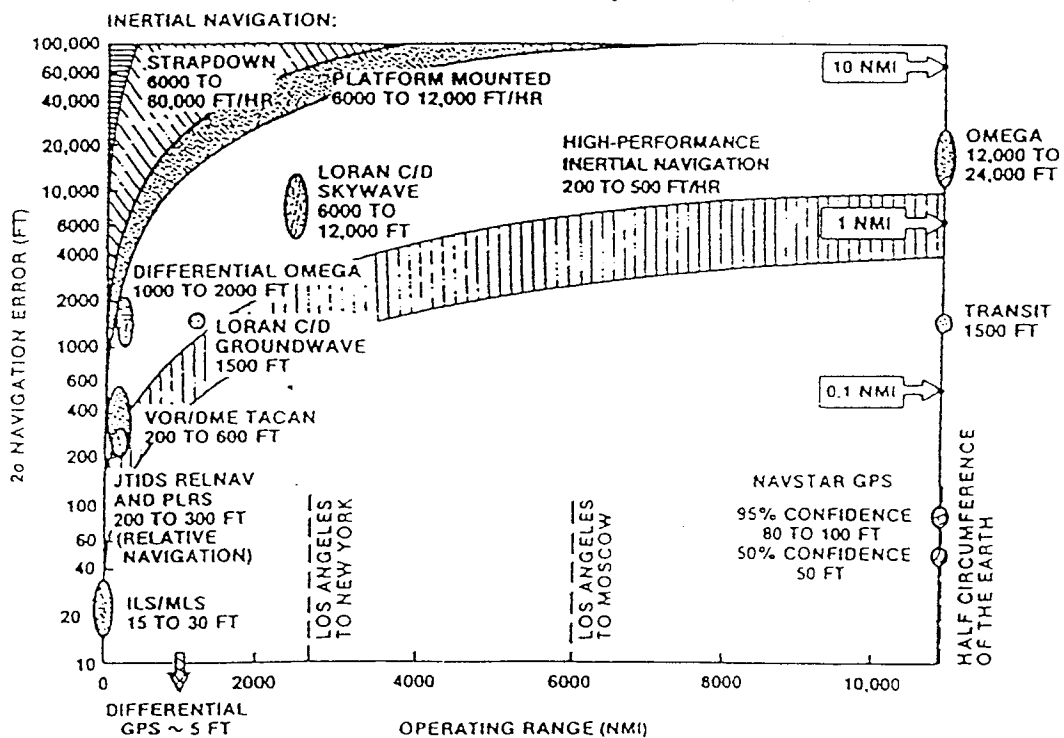 INERTIAL NAVIGATION:
100,000
60,000
40,000
20,000
10,000
6000
4000
2000
1000
600
400
200
100
60
40
20
10
2σ NAVIGATION ERROR (FT)
STRAPDOWN
6000 TO
80,000 FT/HR
PLATFORM MOUNTED
6000 TO 12,000 FT/HR
LORAN C/D
SKYWAVE
6000 TO
12,000 FT
HIGH-PERFORMANCE
INERTIAL NAVIGATION
200 TO 500 FT/HR
10 NMI
OMEGA
12,000 TO
24,000 FT
1 NMI
DIFFERENTIAL OMEGA
1000 TO 2000 FT
LORAN C/D
GROUNDWAVE
1500 FT
TRANSIT
1500 FT
0.1 NMI
VOR/DME TACAN
200 TO 600 FT
JTIDS RELNAV
AND PLRS
200 TO 300 FT
(RELATIVE
NAVIGATION)
NAVSTAR GPS
95% CONFIDENCE
80 TO 100 FT
50% CONFIDENCE
50 FT
ILS/MLS
15 TO 30 FT
LOS ANGELES
TO NEW YORK
LOS ANGELES
TO MOSCOW
HALF CIRCUMFERENCE
OF THE EARTH
0
2000
4000
6000
8000
10,000
DIFFERENTIAL
GPS ~ 5 FT
OPERATING RANGE (NMI)